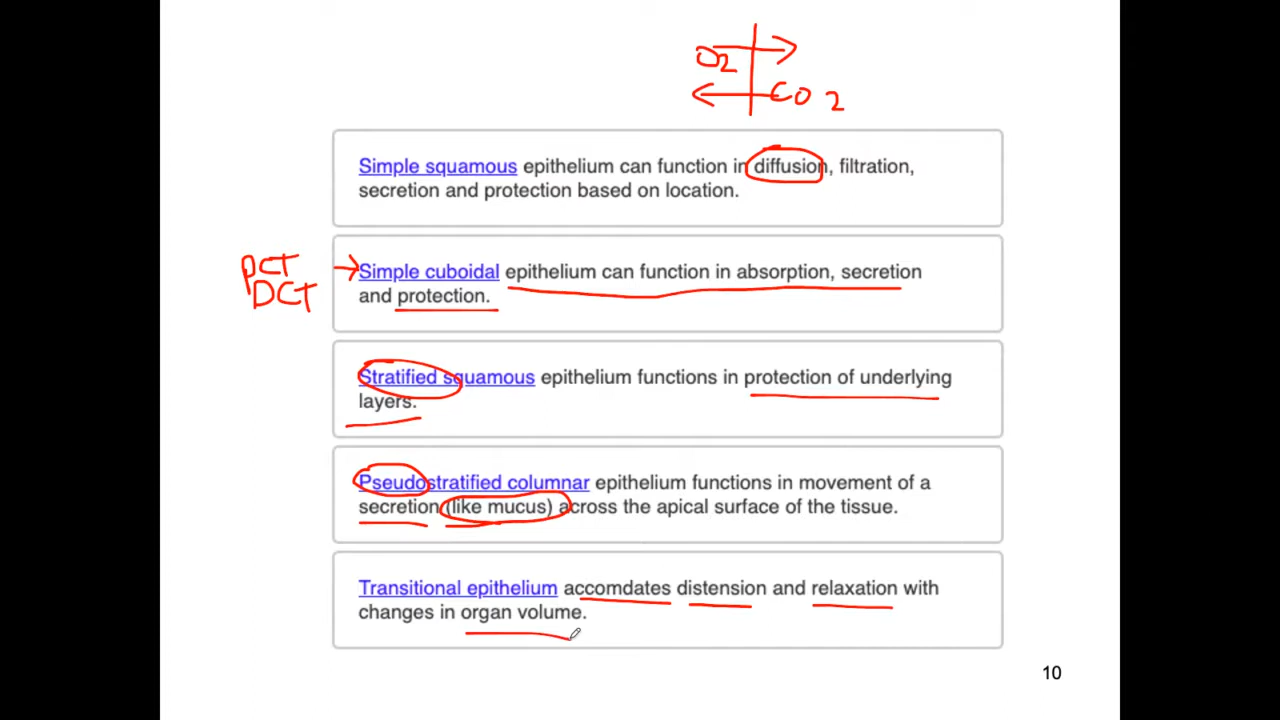 O2
CO2
Simple squamous epithelium can function in diffusion, filtration,
secretion and protection based on location.
PCT
DCT
Simple cuboidal epithelium can function in absorption, secretion
and protection.
Stratified squamous epithelium functions in protection of underlying
layers.
Pseudostratified columnar epithelium functions in movement of a
secretion (like mucus) across the apical surface of the tissue.
Transitional epithelium accomdates distension and relaxation with
changes in organ volume.
10